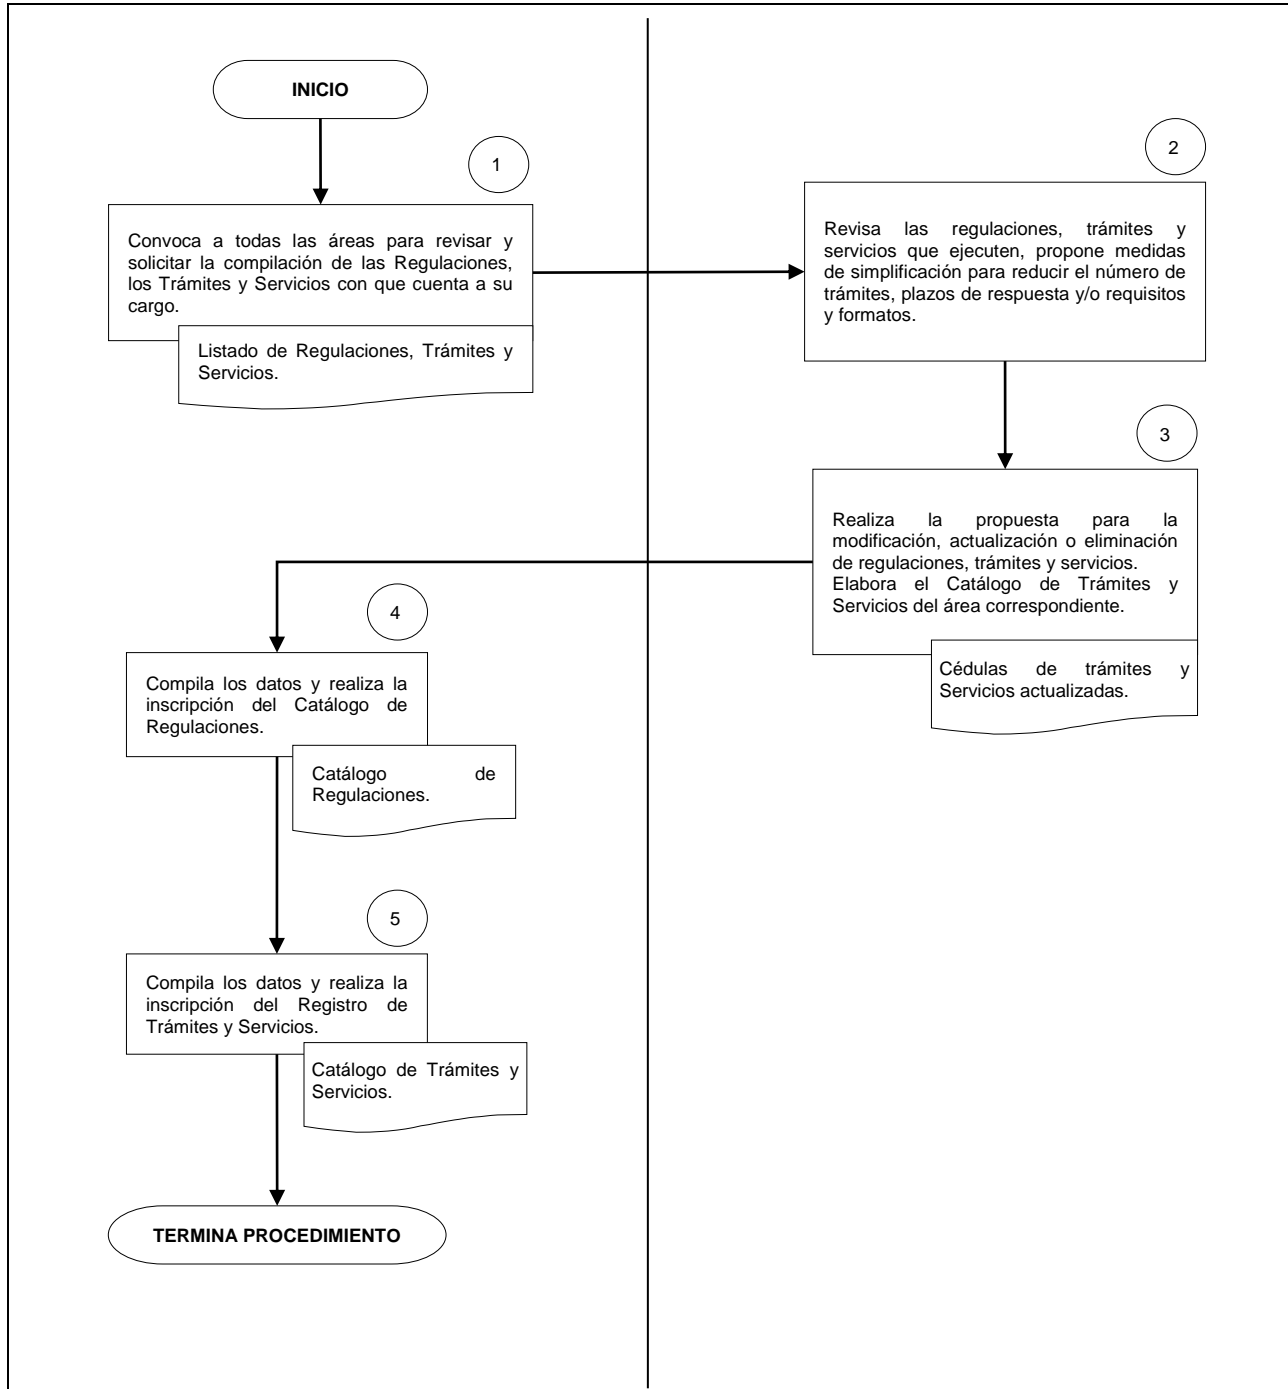 INICIO
1
Convoca a todas las áreas para revisar y
solicitar la compilación de las Regulaciones,
los Trámites y Servicios con que cuenta a su
cargo.
Listado de Regulaciones, Trámites y
Servicios.
2
Revisa las regulaciones, trámites y
servicios que ejecuten, propone medidas
de simplificación para reducir el número de
trámites, plazos de respuesta y/o requisitos
y formatos.
3
Realiza la propuesta para la
modificación, actualización o eliminación
de regulaciones, trámites y servicios.
Elabora el Catálogo de Trámites y
Servicios del área correspondiente.
Cédulas de trámites y
Servicios actualizadas.
4
Compila los datos y realiza la
inscripción del Catálogo de
Regulaciones.
Catálogo de
Regulaciones.
5
Compila los datos y realiza la
inscripción del Registro de
Trámites y Servicios.
Catálogo de Trámites y
Servicios.
TERMINA PROCEDIMIENTO